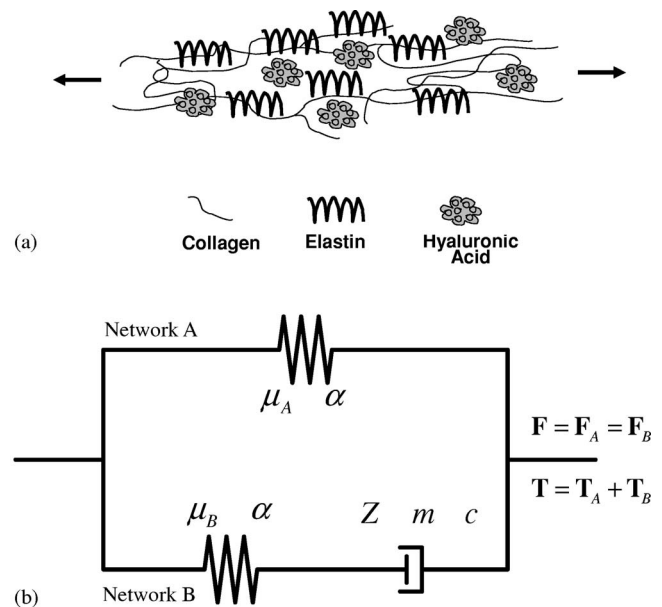 Collagen
Elastin
Hyaluronic
Acid
(a)
Network A
μ_A α
F = F_A = F_B
T = T_A + T_B
μ_B α Z m c
Network B
(b)